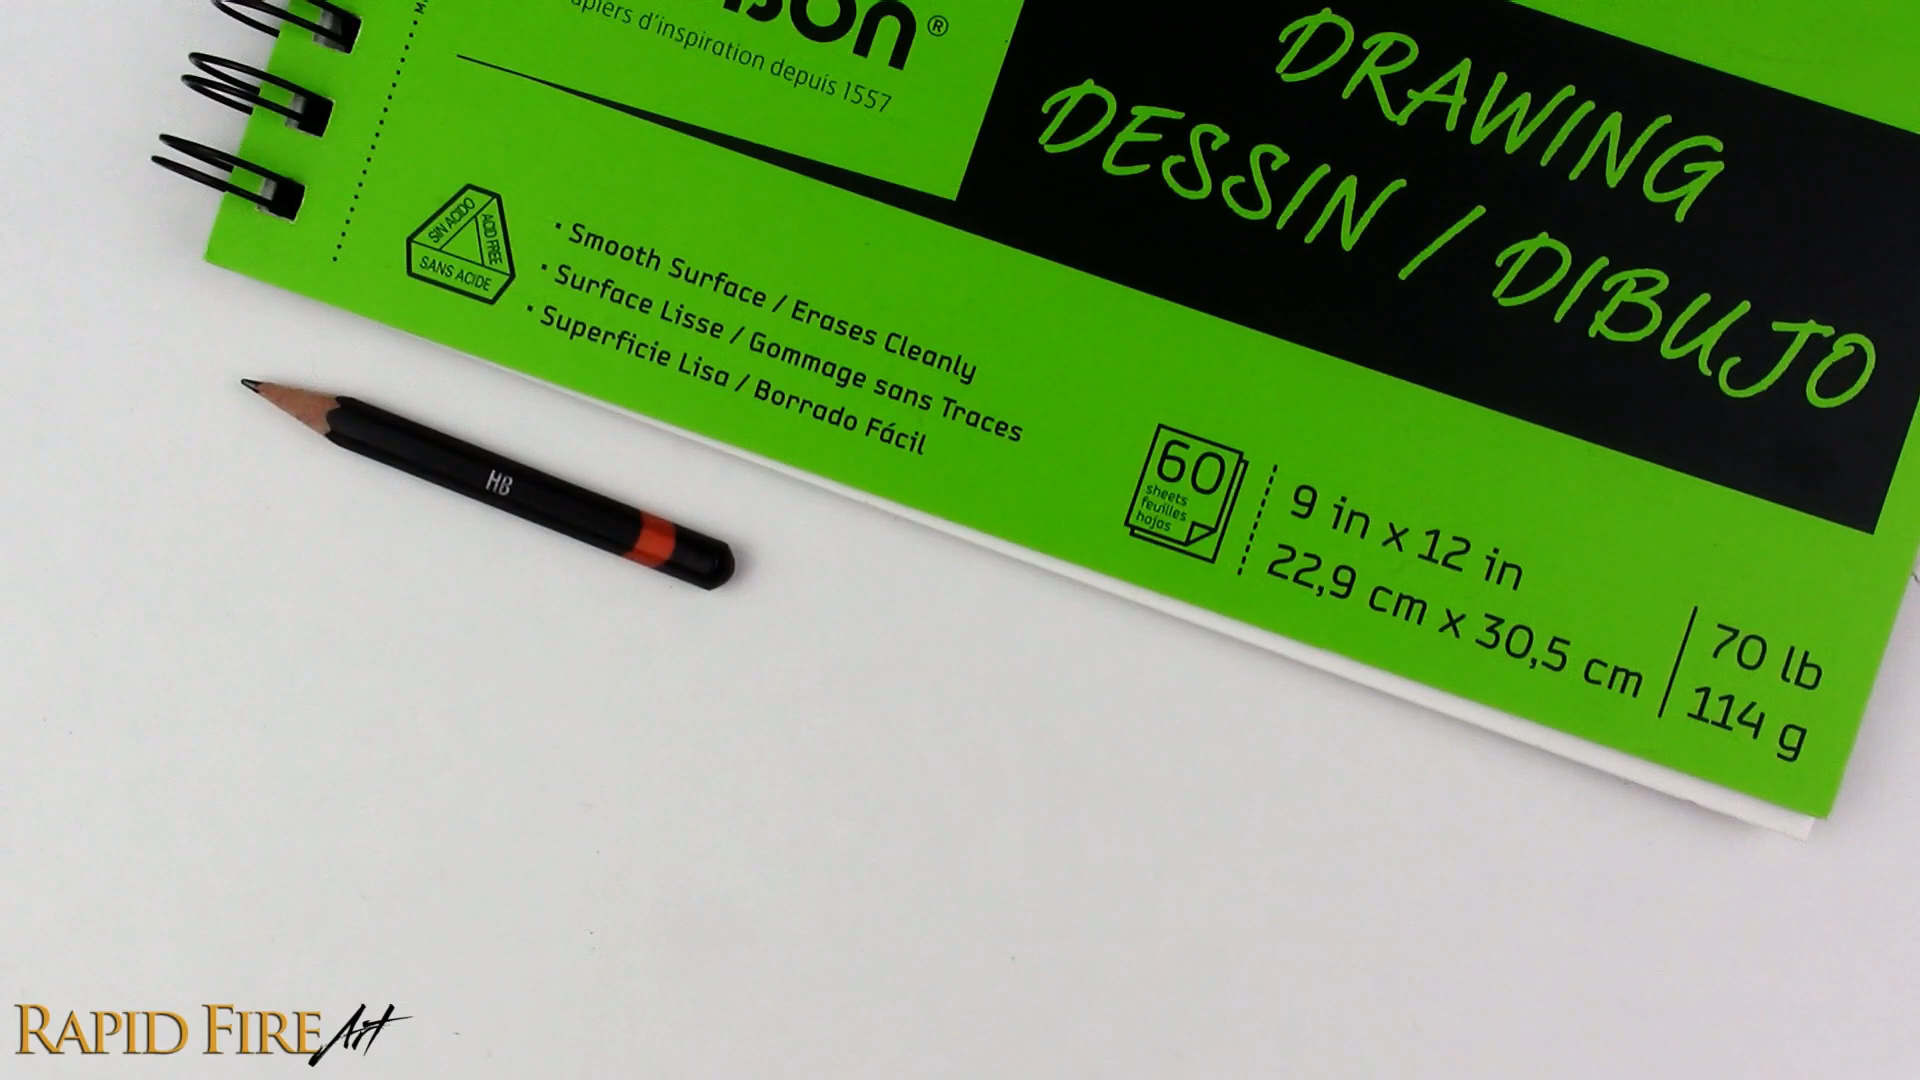 d'inspiration depuis 1557
DRAWING
DESSIN / DIBUJO
SIN ACIDO
ACID FREE
SANS ACIDE
· Smooth Surface / Erases Cleanly
· Surface Lisse / Gommage sans Traces
· Superficie Lisa / Borrado Fácil
60
sheets
feuilles
hojas
9 in x 12 in
22,9 cm x 30,5 cm
70 lb
114 g
HB
RAPID FIRE Art